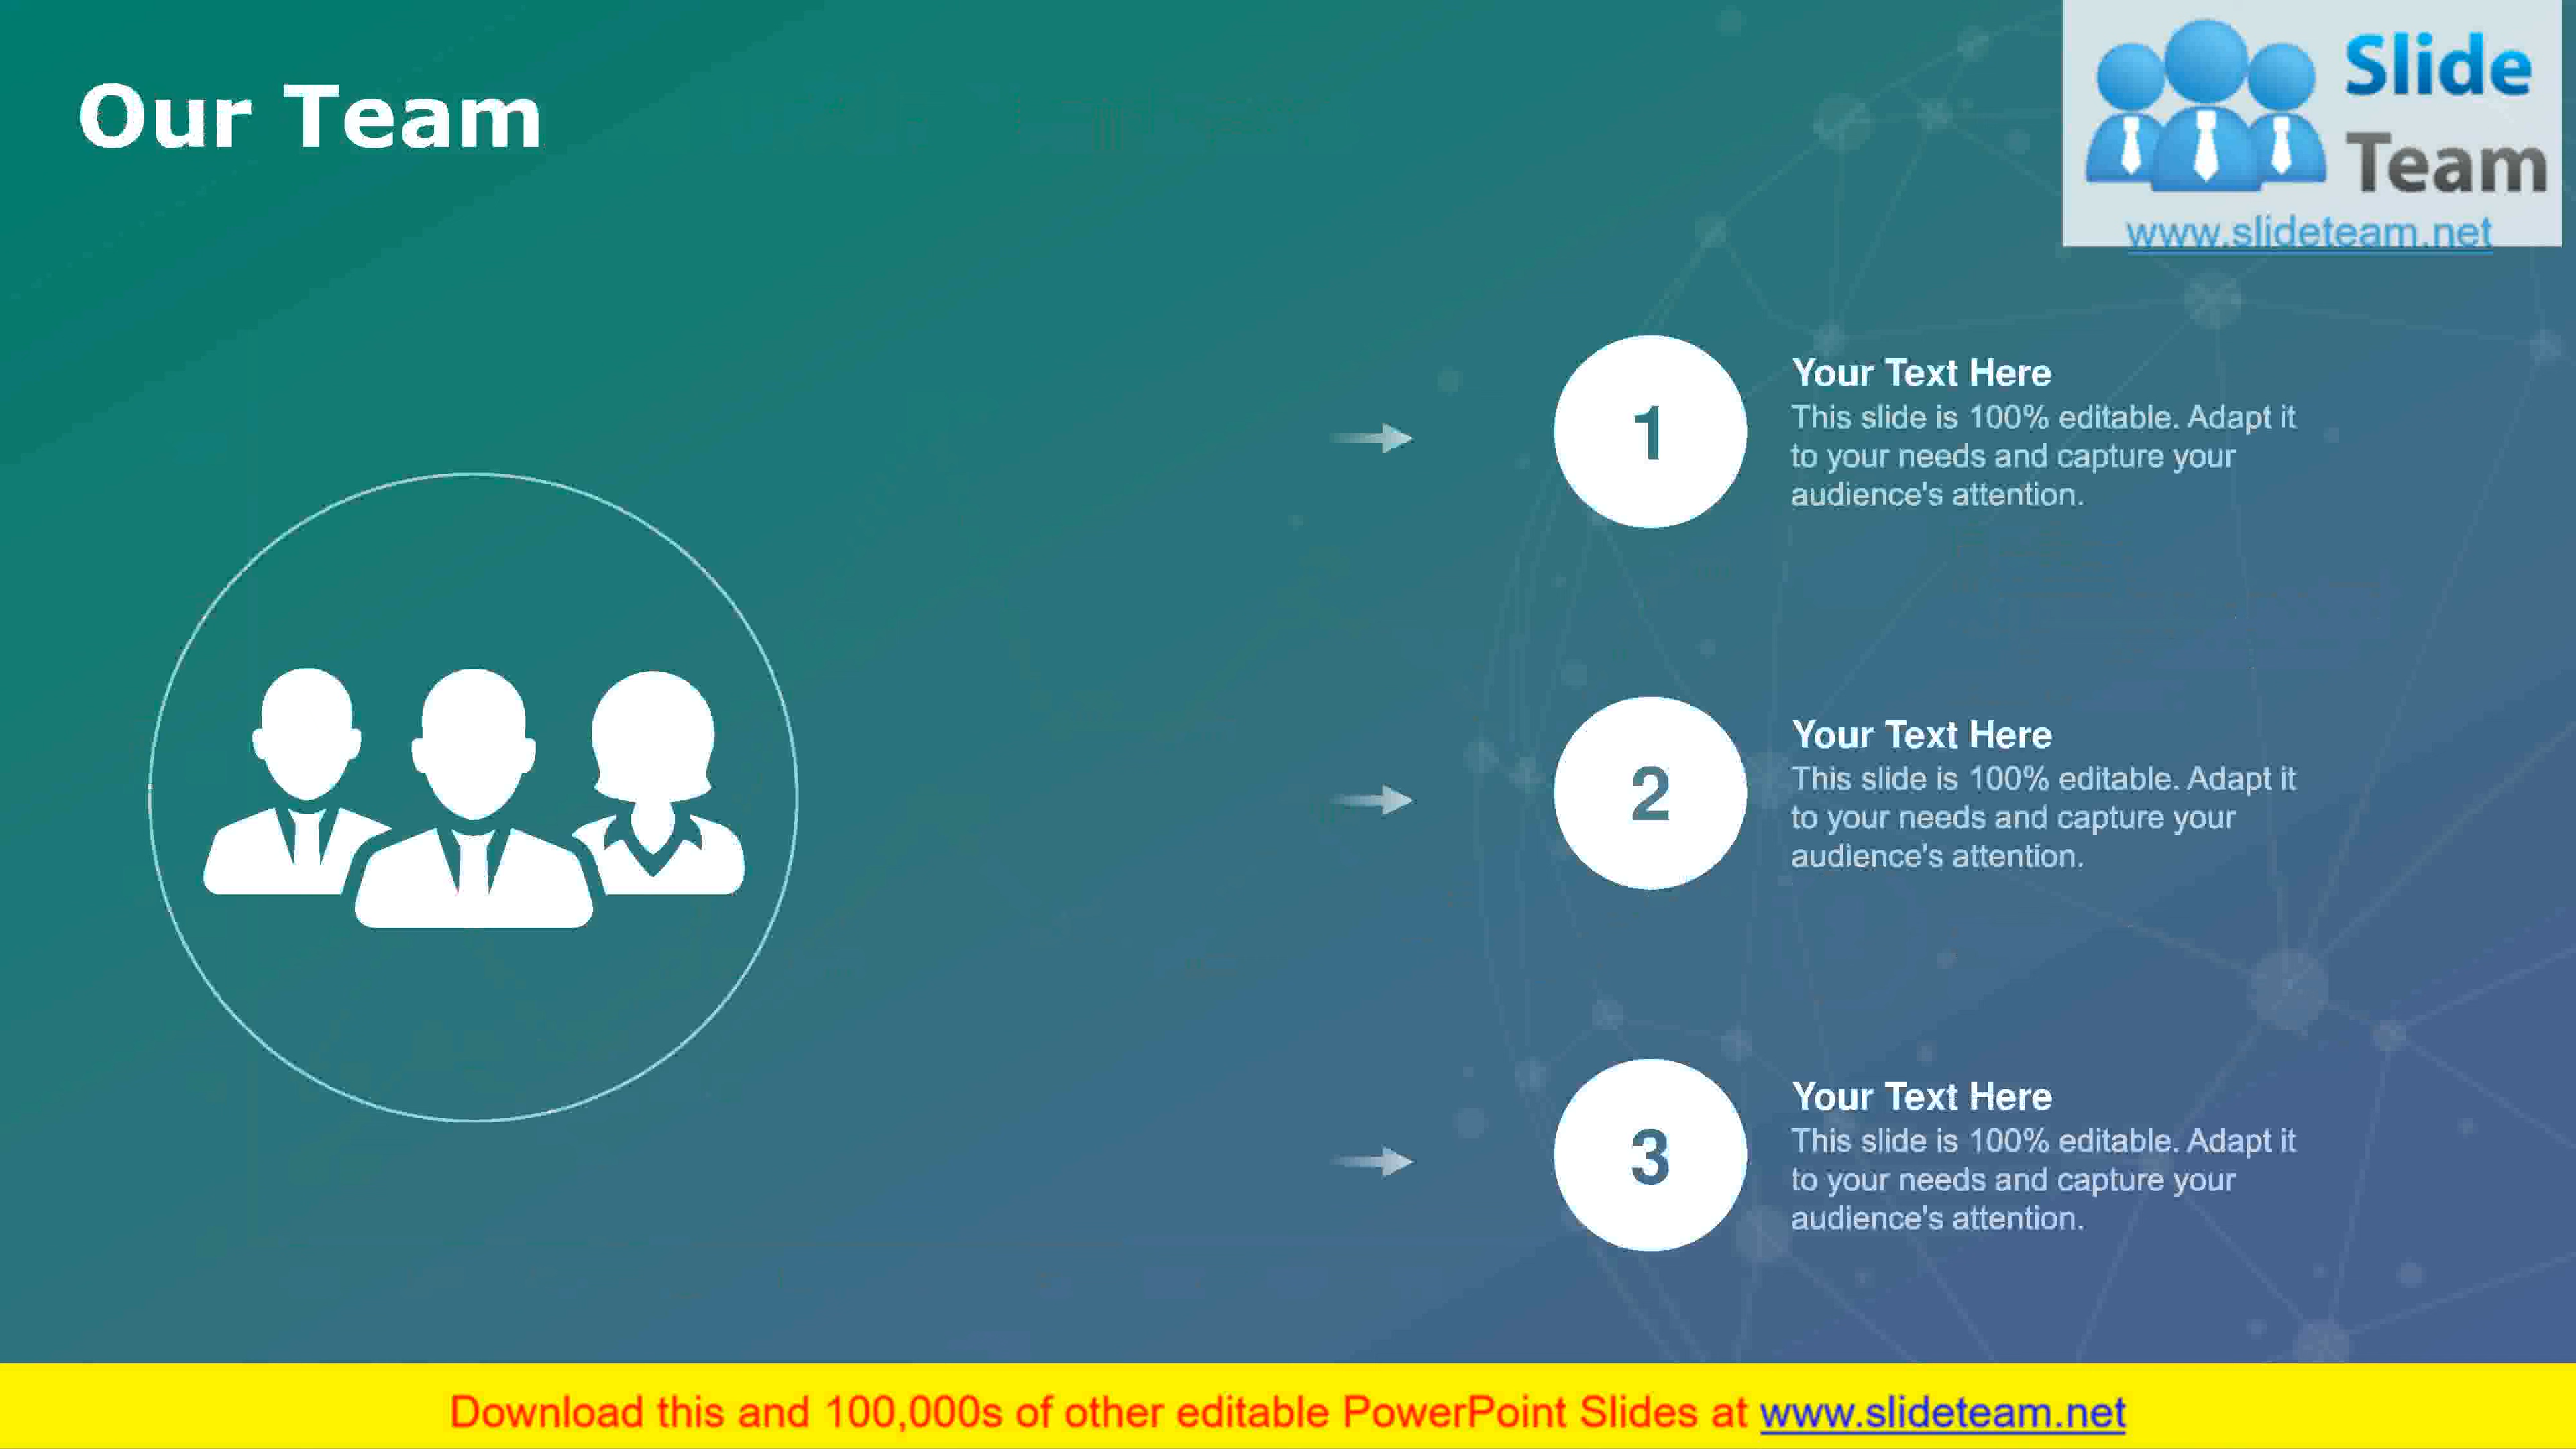 Our Team
Slide
Team
www.slideteam.net
1
Your Text Here
This slide is 100% editable. Adapt it
to your needs and capture your
audience's attention.
2
Your Text Here
This slide is 100% editable. Adapt it
to your needs and capture your
audience's attention.
3
Your Text Here
This slide is 100% editable. Adapt it
to your needs and capture your
audience's attention.
Download this and 100,000s of other editable PowerPoint Slides at www.slideteam.net